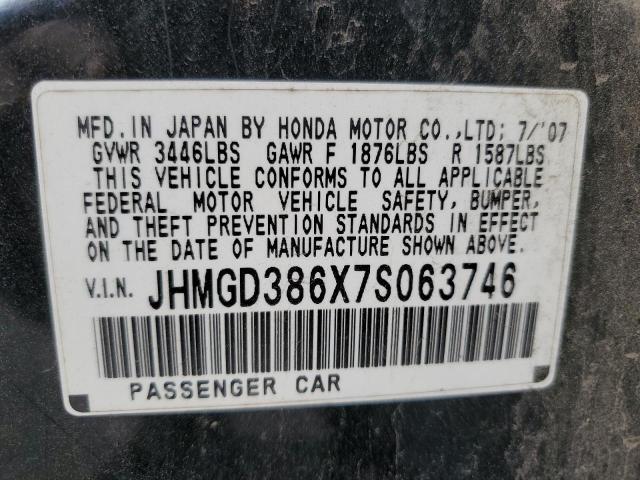 MFD. IN JAPAN BY HONDA MOTOR CO.,LTD; 7/'07
GVWR 3446LBS GAWR F 1876LBS R 1587LBS
THIS VEHICLE CONFORMS TO ALL APPLICABLE
FEDERAL MOTOR VEHICLE SAFETY, BUMPER,
AND THEFT PREVENTION STANDARDS IN EFFECT
ON THE DATE OF MANUFACTURE SHOWN ABOVE.
V.I.N. JHMGD386X7S063746
PASSENGER CAR